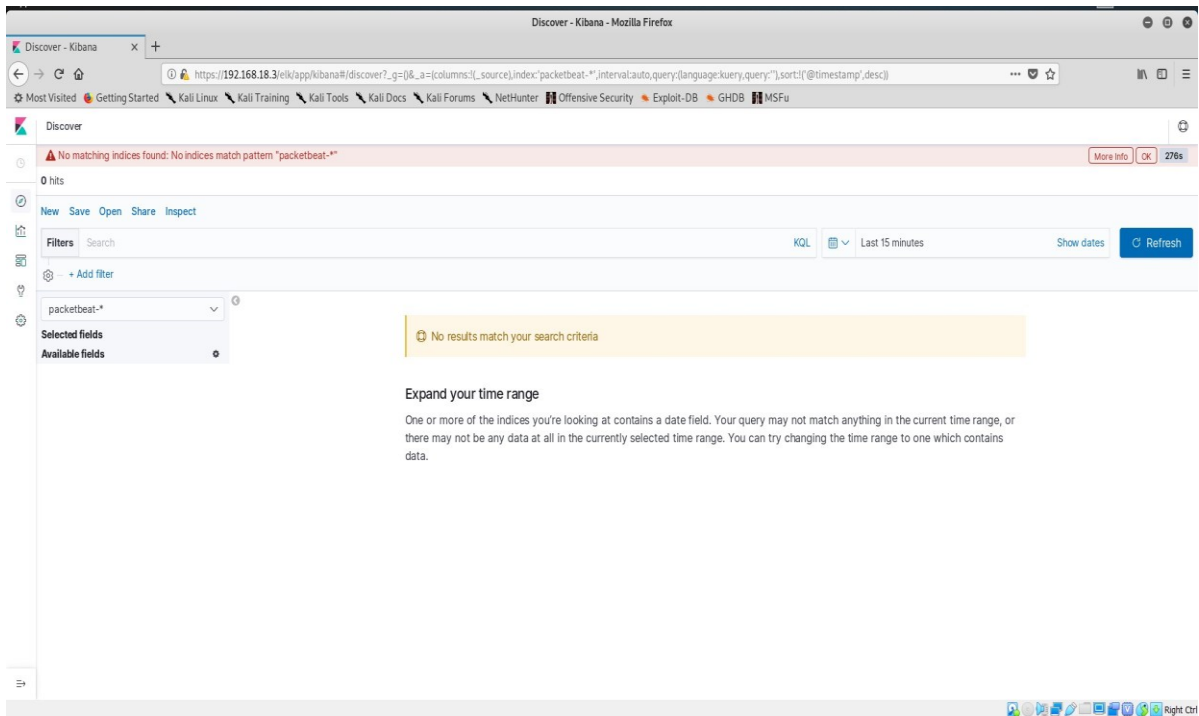 Discover - Kibana - Mozilla Firefox
Discover - Kibana x +
https://192.168.18.3/elk/app/kibana#/discover?_g=()&_a=(columns:!(_source),index:'packetbeat-*',interval:auto,query:(language:kuery,query:''),sort:!('@timestamp',desc))
Most Visited Getting Started Kali Linux Kali Training Kali Tools Kali Docs Kali Forums NetHunter Offensive Security Exploit-DB GHDB MSFu
Discover
No matching indices found: No indices match pattern "packetbeat-*" More Info OK 276s
0 hits
New Save Open Share Inspect
Filters Search KQL Last 15 minutes Show dates Refresh
+ Add filter
packetbeat-*
Selected fields
Available fields
No results match your search criteria
Expand your time range
One or more of the indices you're looking at contains a date field. Your query may not match anything in the current time range, or
there may not be any data at all in the currently selected time range. You can try changing the time range to one which contains
data.
Right Ctrl